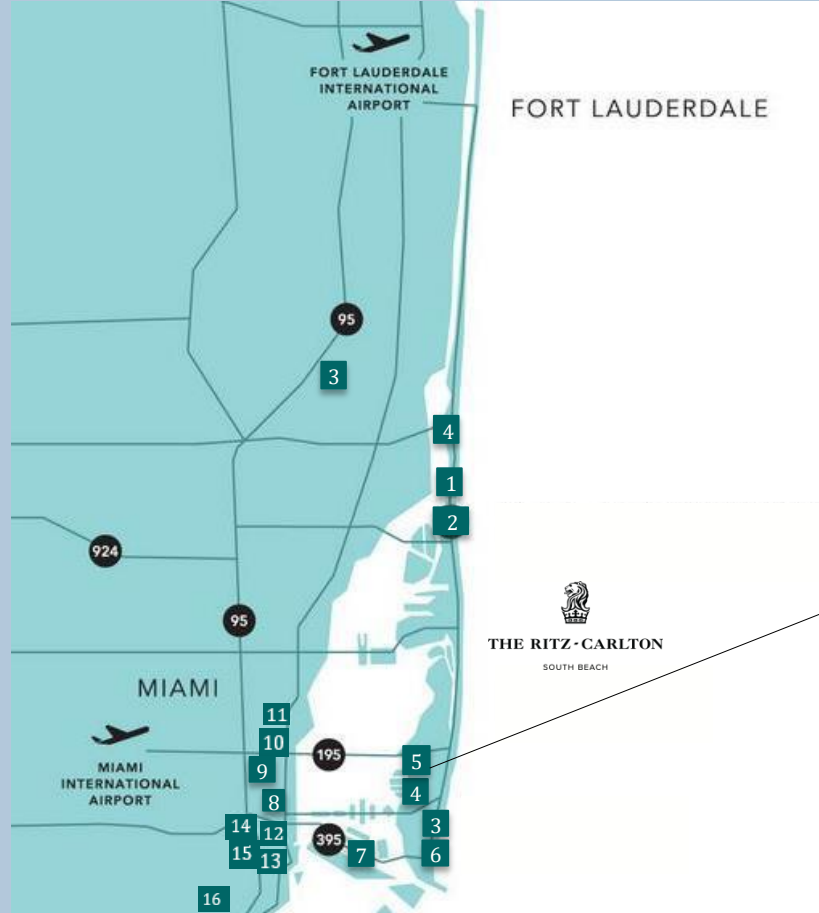 FORT LAUDERDALE
INTERNATIONAL
AIRPORT
FORT LAUDERDALE
95
3
4
1
2
924
95
THE RITZ-CARLTON
SOUTH BEACH
MIAMI
11
10
195
5
MIAMI
INTERNATIONAL
AIRPORT
9
4
8
14
12
395
3
15
13
7
6
16